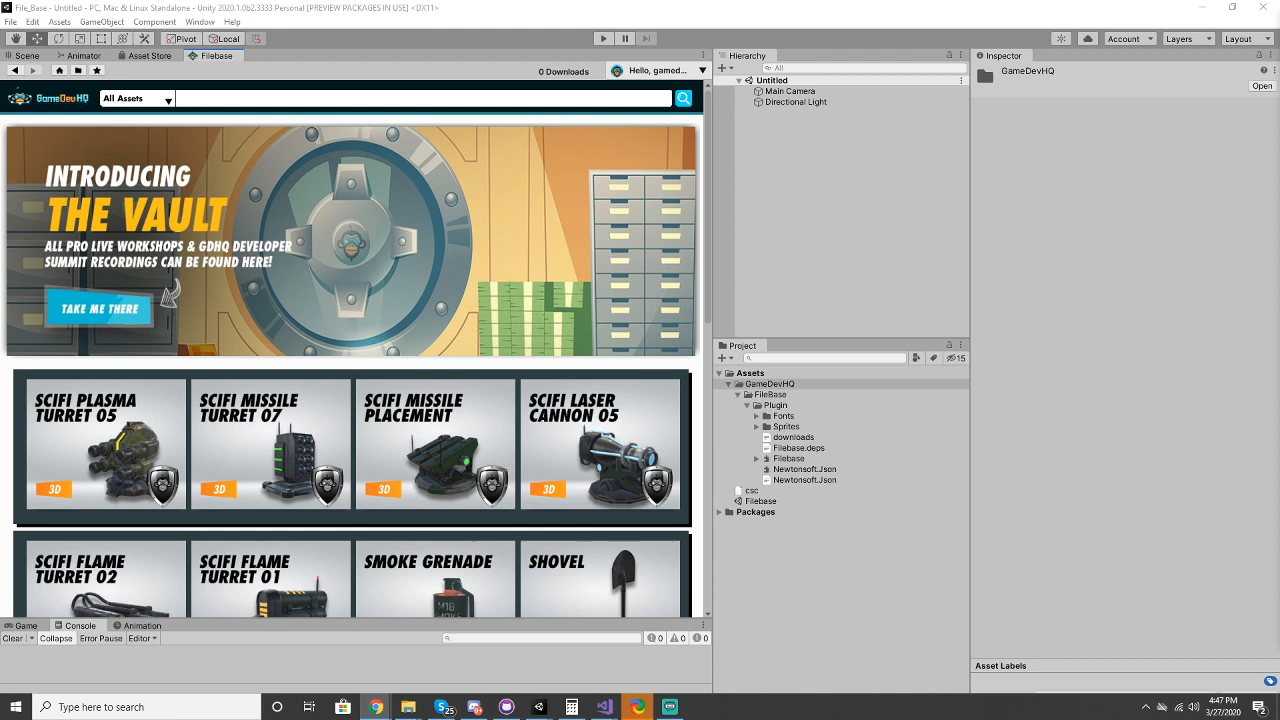 File_Base - Untitled - PC, Mac & Linux Standalone - Unity 2020.1.0b2.3333 Personal [PREVIEW PACKAGES IN USE] <DX11>
File Edit Assets GameObject Component Window Help
Pivot Local Account Layers Layout
Scene Animator Asset Store Filebase
0 Downloads Hello, gamed...
GameDevHQ All Assets
INTRODUCING
THE VAULT
ALL PRO LIVE WORKSHOPS & GDHQ DEVELOPER
SUMMIT RECORDINGS CAN BE FOUND HERE!
TAKE ME THERE
SCIFI PLASMA
TURRET 05
3D
SCIFI MISSILE
TURRET 07
3D
SCIFI MISSILE
PLACEMENT
3D
SCIFI LASER
CANNON 05
3D
SCIFI FLAME
TURRET 02
SCIFI FLAME
TURRET 01
SMOKE GRENADE
M18
SHOVEL
Game Console Animation
Clear Collapse Error Pause Editor 0 0 0
Hierarchy
All
Untitled
Main Camera
Directional Light
Project
15
Assets
GameDevHQ
FileBase
Plugin
Fonts
Sprites
downloads
Filebase.deps
Filebase
Newtonsoft.Json
Newtonsoft.Json
csc
Filebase
Packages
Inspector
GameDevHQ
Open
Asset Labels
Type here to search
25
4:47 PM
3/27/2020
2